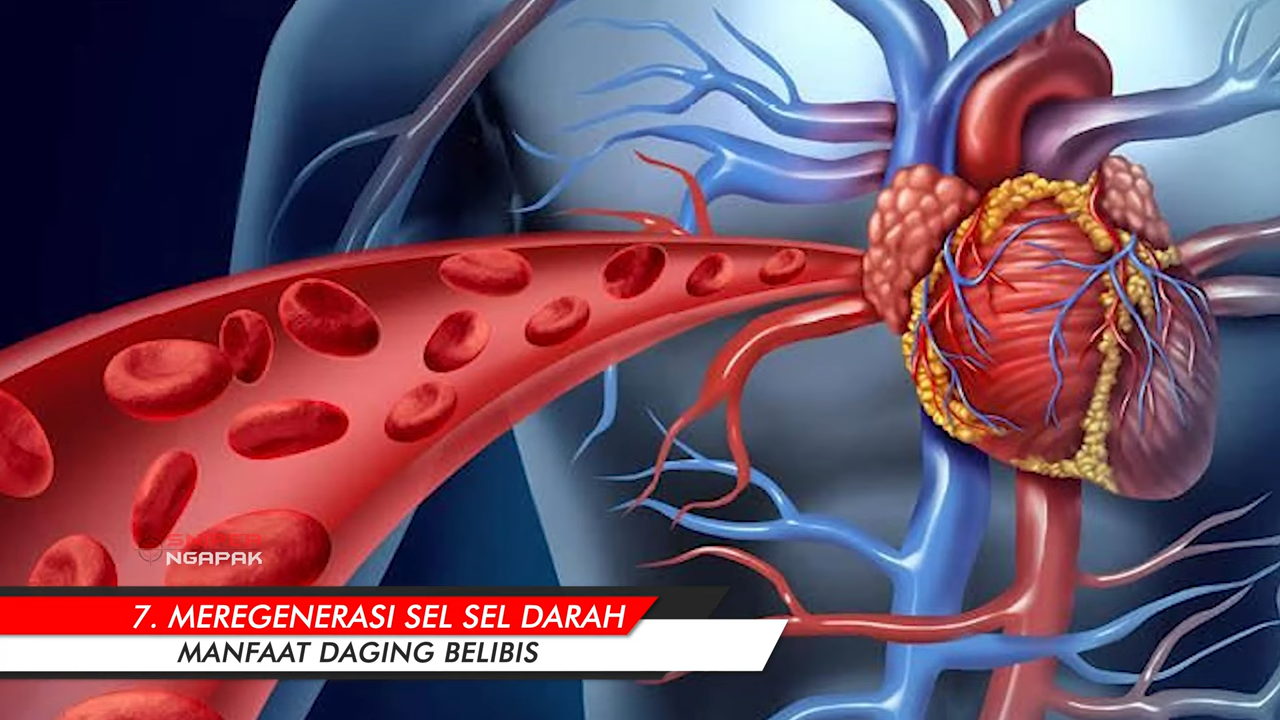 NGAPAK
7. MEREGENERASI SEL SEL DARAH
MANFAAT DAGING BELIBIS